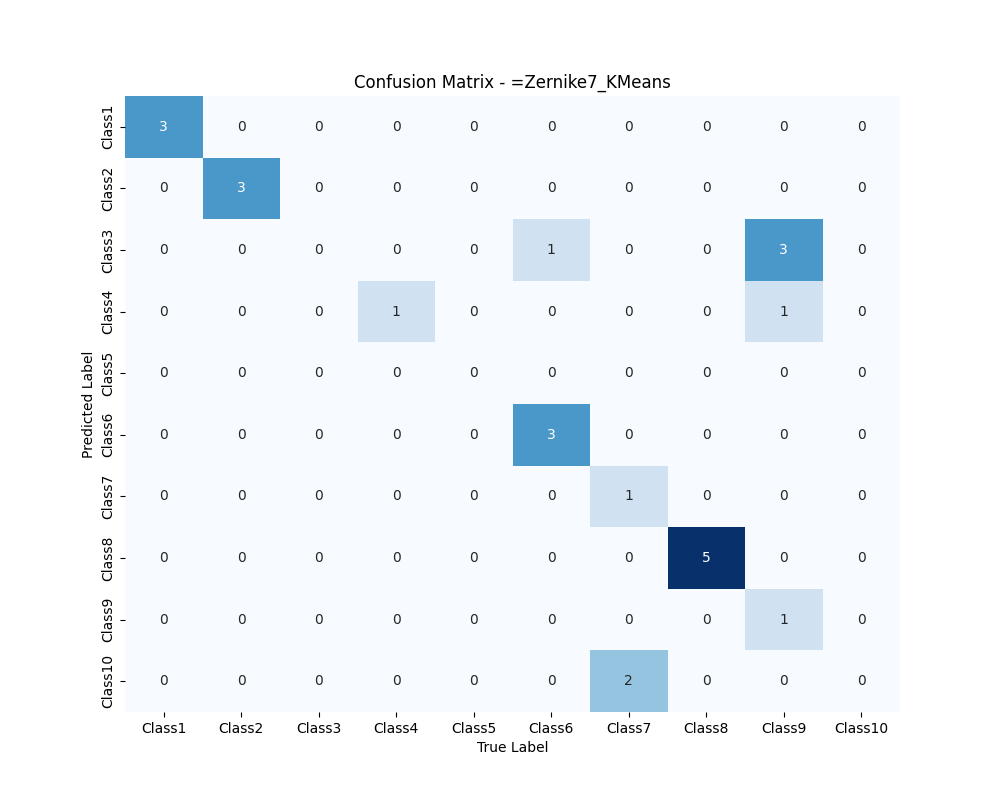 Confusion Matrix - =Zernike7_KMeans
Predicted Label
Class1 3 0 0 0 0 0 0 0 0 0
Class2 0 3 0 0 0 0 0 0 0 0
Class3 0 0 0 0 0 1 0 0 3 0
Class4 0 0 0 1 0 0 0 0 1 0
Class5 0 0 0 0 0 0 0 0 0 0
Class6 0 0 0 0 0 3 0 0 0 0
Class7 0 0 0 0 0 0 1 0 0 0
Class8 0 0 0 0 0 0 0 5 0 0
Class9 0 0 0 0 0 0 0 0 1 0
Class10 0 0 0 0 0 0 2 0 0 0
Class1 Class2 Class3 Class4 Class5 Class6 Class7 Class8 Class9 Class10
True Label